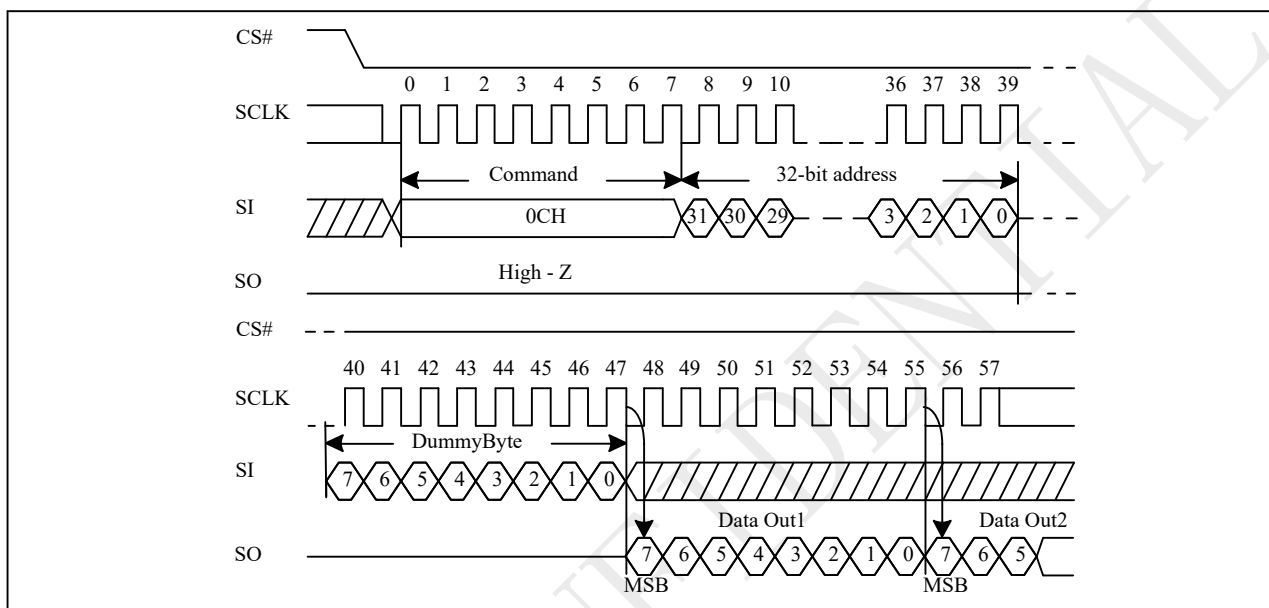 CS#
0 1 2 3 4 5 6 7 8 9 10 36 37 38 39
SCLK
Command 32-bit address
SI 0CH 31 30 29 3 2 1 0
High - Z
SO
CS#
40 41 42 43 44 45 46 47 48 49 50 51 52 53 54 55 56 57
SCLK
DummyByte
SI 7 6 5 4 3 2 1 0
Data Out1 Data Out2
SO 7 6 5 4 3 2 1 0 7 6 5
MSB MSB